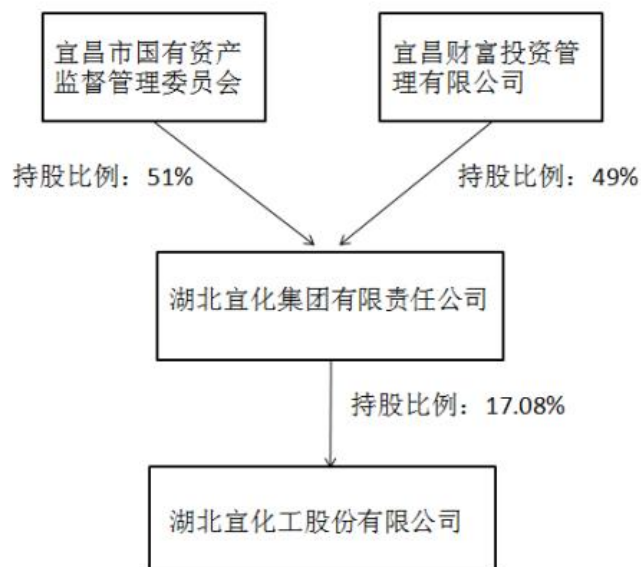 宜昌市国有资产
监督管理委员会
宜昌财富投资管
理有限公司
持股比例：51%
持股比例：49%
湖北宜化集团有限责任公司
持股比例：17.08%
湖北宜化工股份有限公司